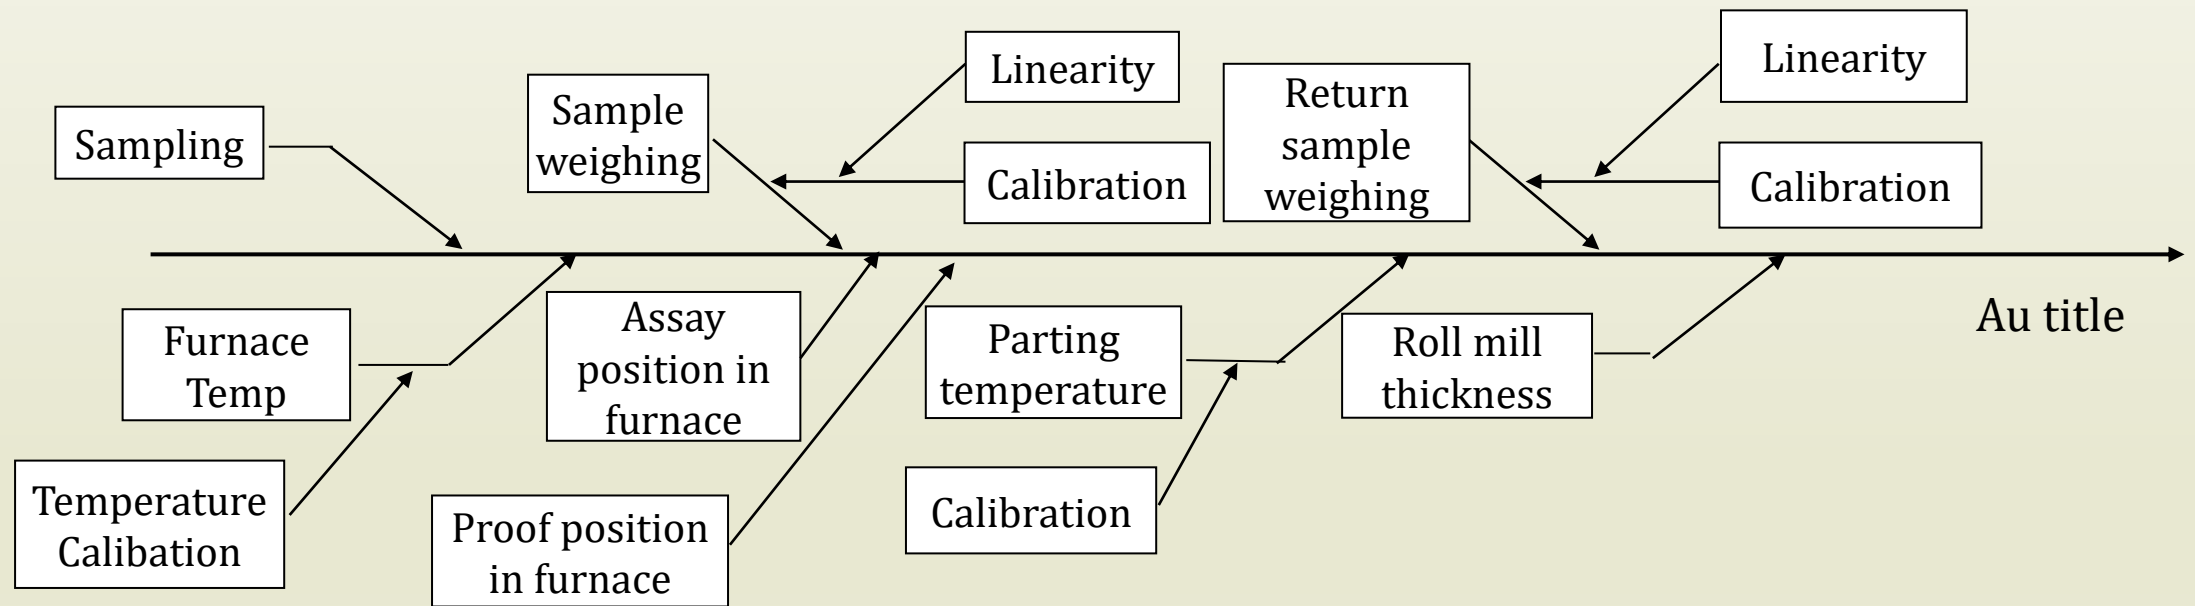 Sampling
Sample
weighing
Linearity
Calibration
Return
sample
weighing
Linearity
Calibration
Furnace
Temp
Temperature
Calibation
Assay
position in
furnace
Proof position
in furnace
Parting
temperature
Calibration
Roll mill
thickness
Au title